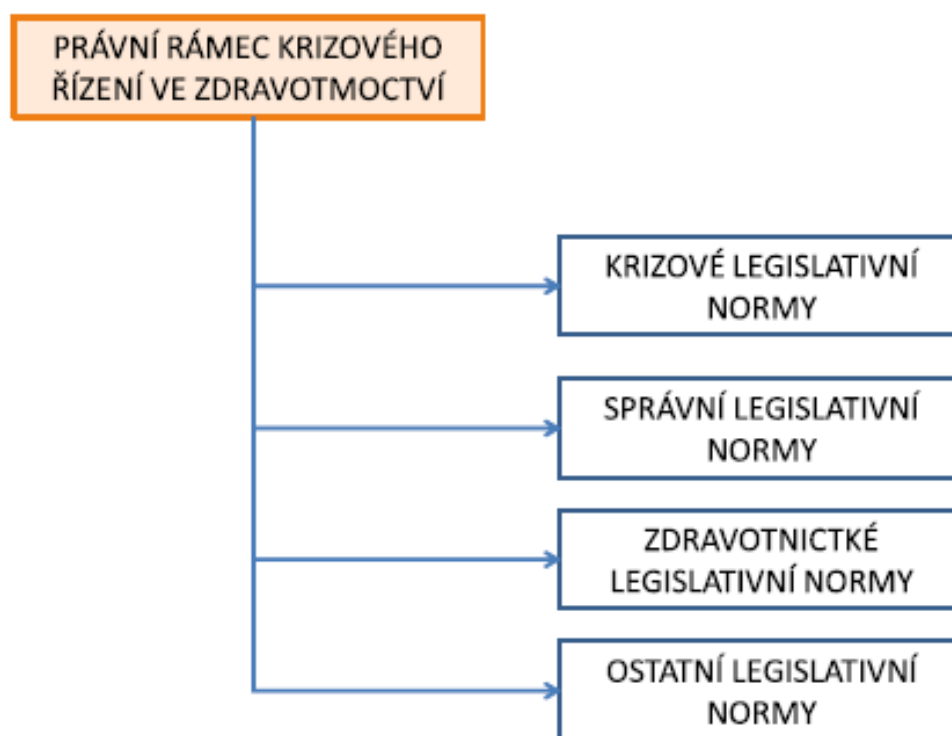 PRÁVNÍ RÁMEC KRIZOVÉHO
ŘÍZENÍ VE ZDRAVOTMOCTVÍ
KRIZOVÉ LEGISLATIVNÍ
NORMY
SPRÁVNÍ LEGISLATIVNÍ
NORMY
ZDRAVOTNICTKÉ
LEGISLATIVNÍ NORMY
OSTATNÍ LEGISLATIVNÍ
NORMY